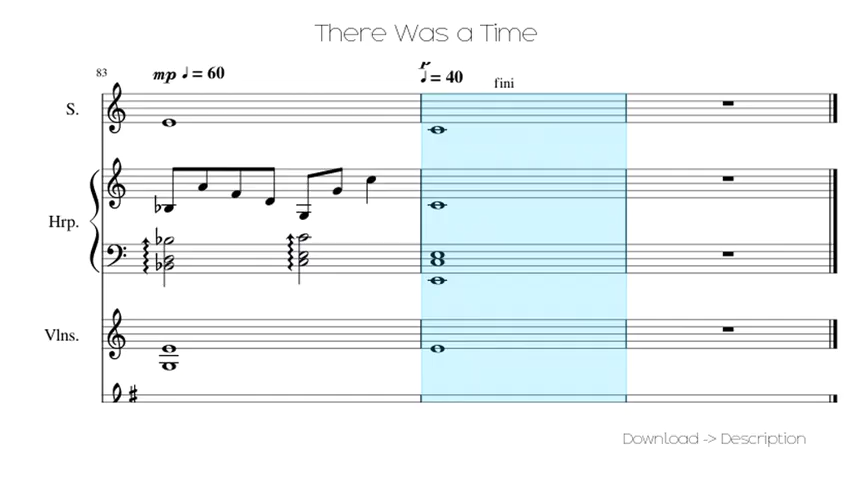 There Was a Time
83
mp ♩ = 60
p
♩ = 40
fini
S.
Hrp.
Vlns.
Download -> Description